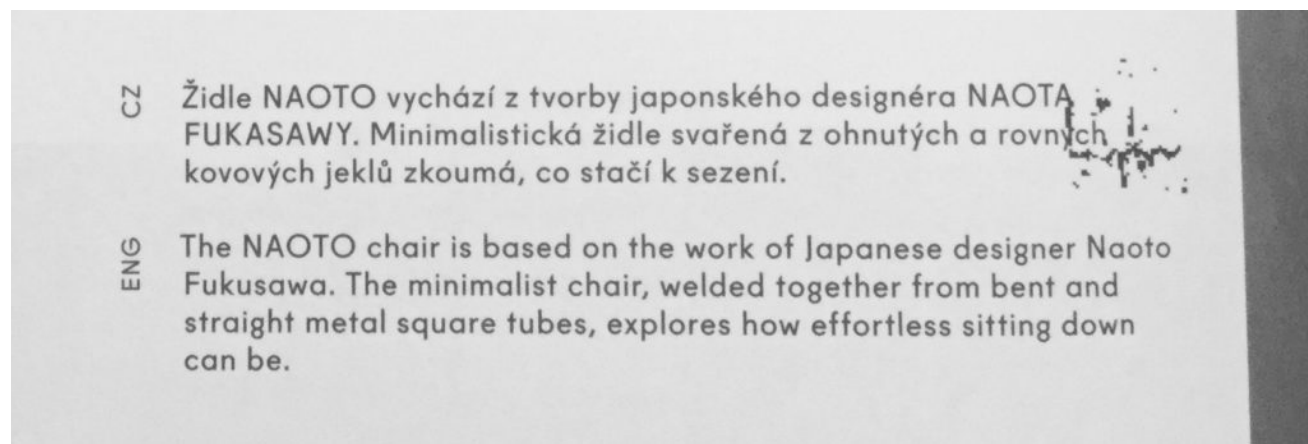 CZ
Židle NAOTO vychází z tvorby japonského designéra NAOTA
FUKASAWY. Minimalistická židle svařená z ohnutých a rovných
kovových jeklů zkoumá, co stačí k sezení.
ENG
The NAOTO chair is based on the work of Japanese designer Naoto
Fukusawa. The minimalist chair, welded together from bent and
straight metal square tubes, explores how effortless sitting down
can be.